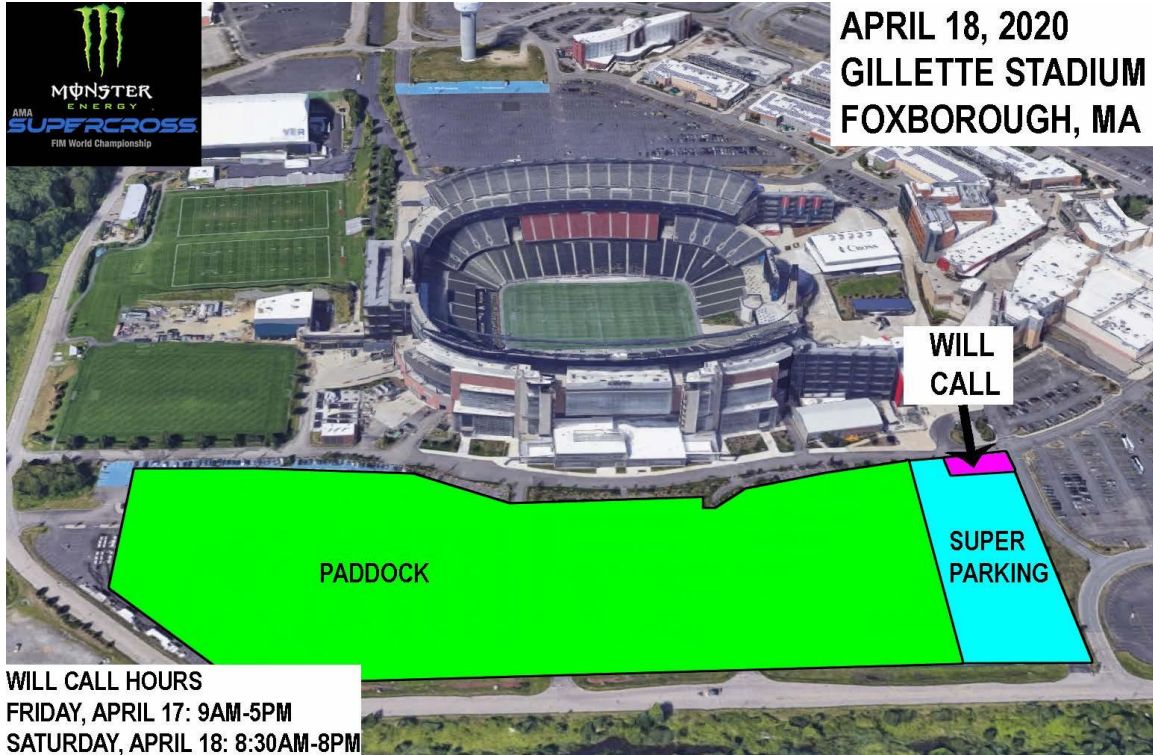 MONSTER
ENERGY
AMA
SUPERCROSS
FIM World Championship
APRIL 18, 2020
GILLETTE STADIUM
FOXBOROUGH, MA
CROSS
WILL
CALL
PADDOCK
SUPER
PARKING
WILL CALL HOURS
FRIDAY, APRIL 17: 9AM-5PM
SATURDAY, APRIL 18: 8:30AM-8PM